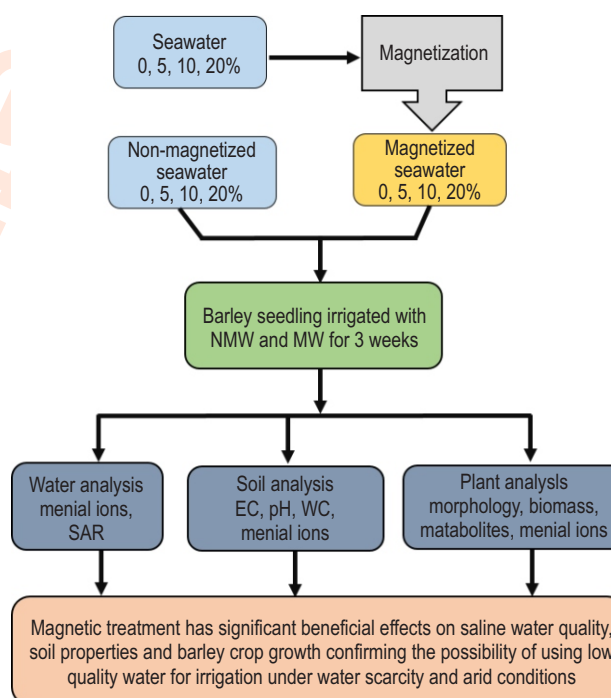 Seawater
0, 5, 10, 20%
Magnetization
Non-magnetized
seawater
0, 5, 10, 20%
Magnetized
seawater
0, 5, 10, 20%
Barley seedling irrigated with
NMW and MW for 3 weeks
Water analysis
menial ions,
SAR
Soil analysis
EC, pH, WC,
menial ions
Plant analysls
morphology, biomass,
matabolites, menial ions
Magnetic treatment has significant beneficial effects on saline water quality,
soil properties and barley crop growth confirming the possibility of using low
quality water for irrigation under water scarcity and arid conditions